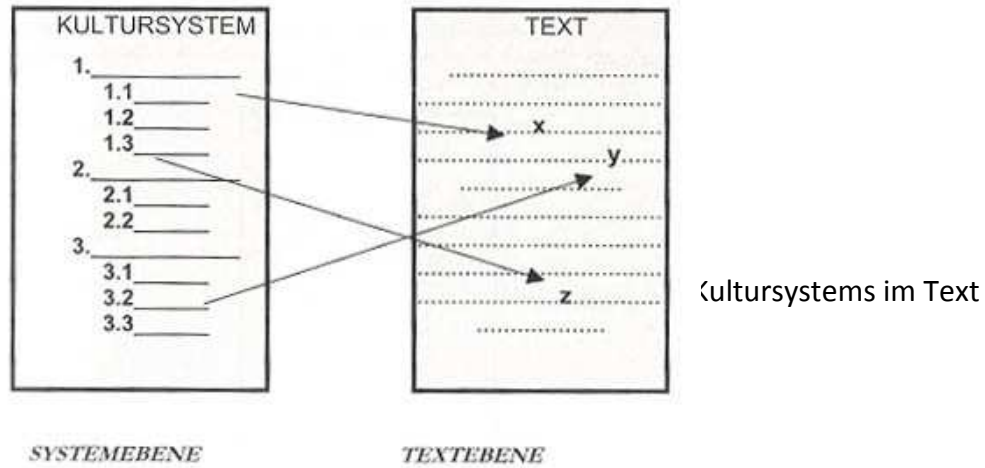 KULTURSYSTEM
1.
1.1
1.2
1.3
2.
2.1
2.2
3.
3.1
3.2
3.3
TEXT
x
y
z
Kultursystems im Text
SYSTEMEBENE
TEXTEBENE